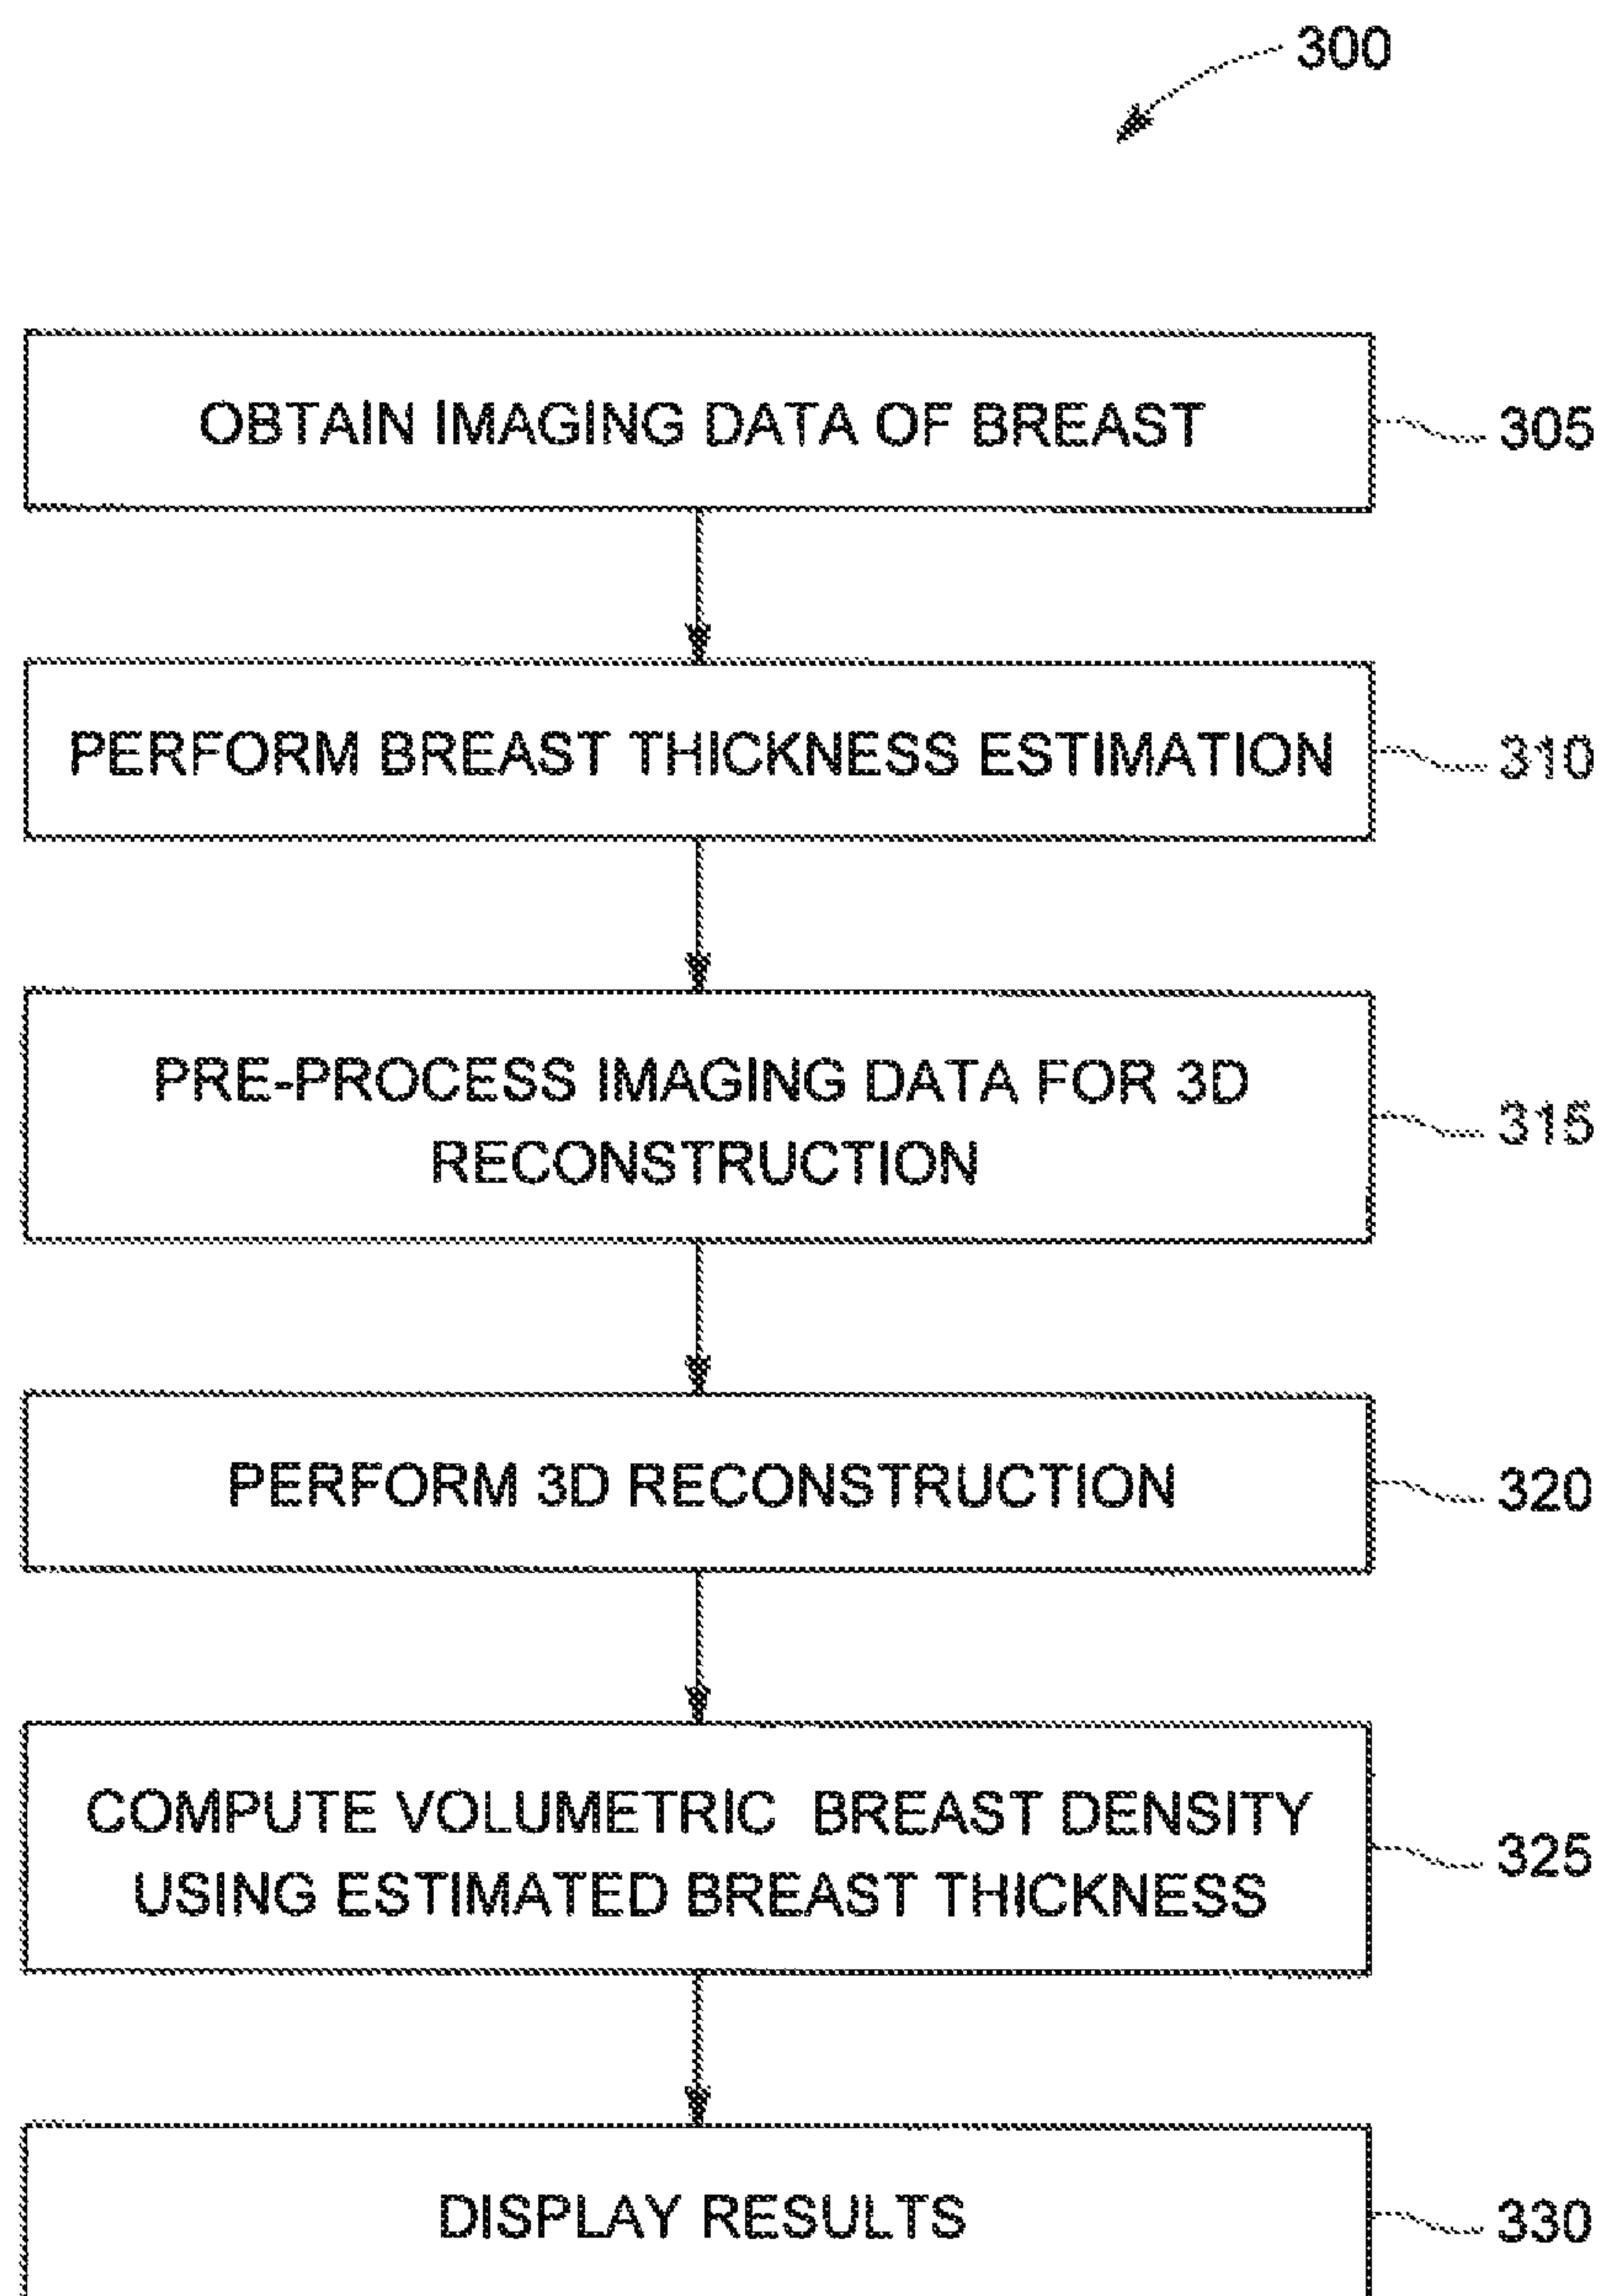 300
OBTAIN IMAGING DATA OF BREAST
305
PERFORM BREAST THICKNESS ESTIMATION
310
PRE-PROCESS IMAGING DATA FOR 3D
RECONSTRUCTION
315
PERFORM 3D RECONSTRUCTION
320
COMPUTE VOLUMETRIC BREAST DENSITY
USING ESTIMATED BREAST THICKNESS
325
DISPLAY RESULTS
330